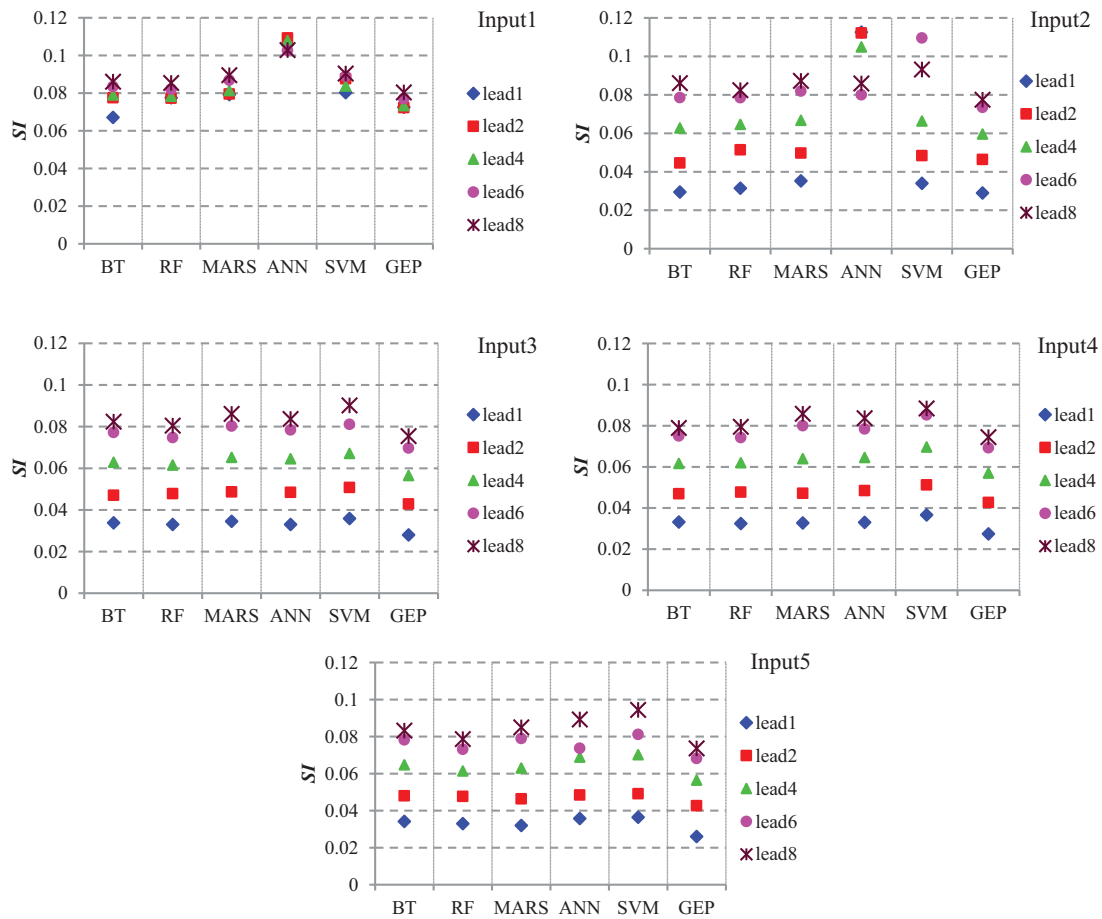 Input1
0.12
0.1
0.08
0.06
0.04
0.02
0
SI
BT RF MARS ANN SVM GEP
lead1
lead2
lead4
lead6
lead8
Input2
0.12
0.1
0.08
0.06
0.04
0.02
0
SI
BT RF MARS ANN SVM GEP
lead1
lead2
lead4
lead6
lead8
Input3
0.12
0.1
0.08
0.06
0.04
0.02
0
SI
BT RF MARS ANN SVM GEP
lead1
lead2
lead4
lead6
lead8
Input4
0.12
0.1
0.08
0.06
0.04
0.02
0
SI
BT RF MARS ANN SVM GEP
lead1
lead2
lead4
lead6
lead8
Input5
0.12
0.1
0.08
0.06
0.04
0.02
0
SI
BT RF MARS ANN SVM GEP
lead1
lead2
lead4
lead6
lead8